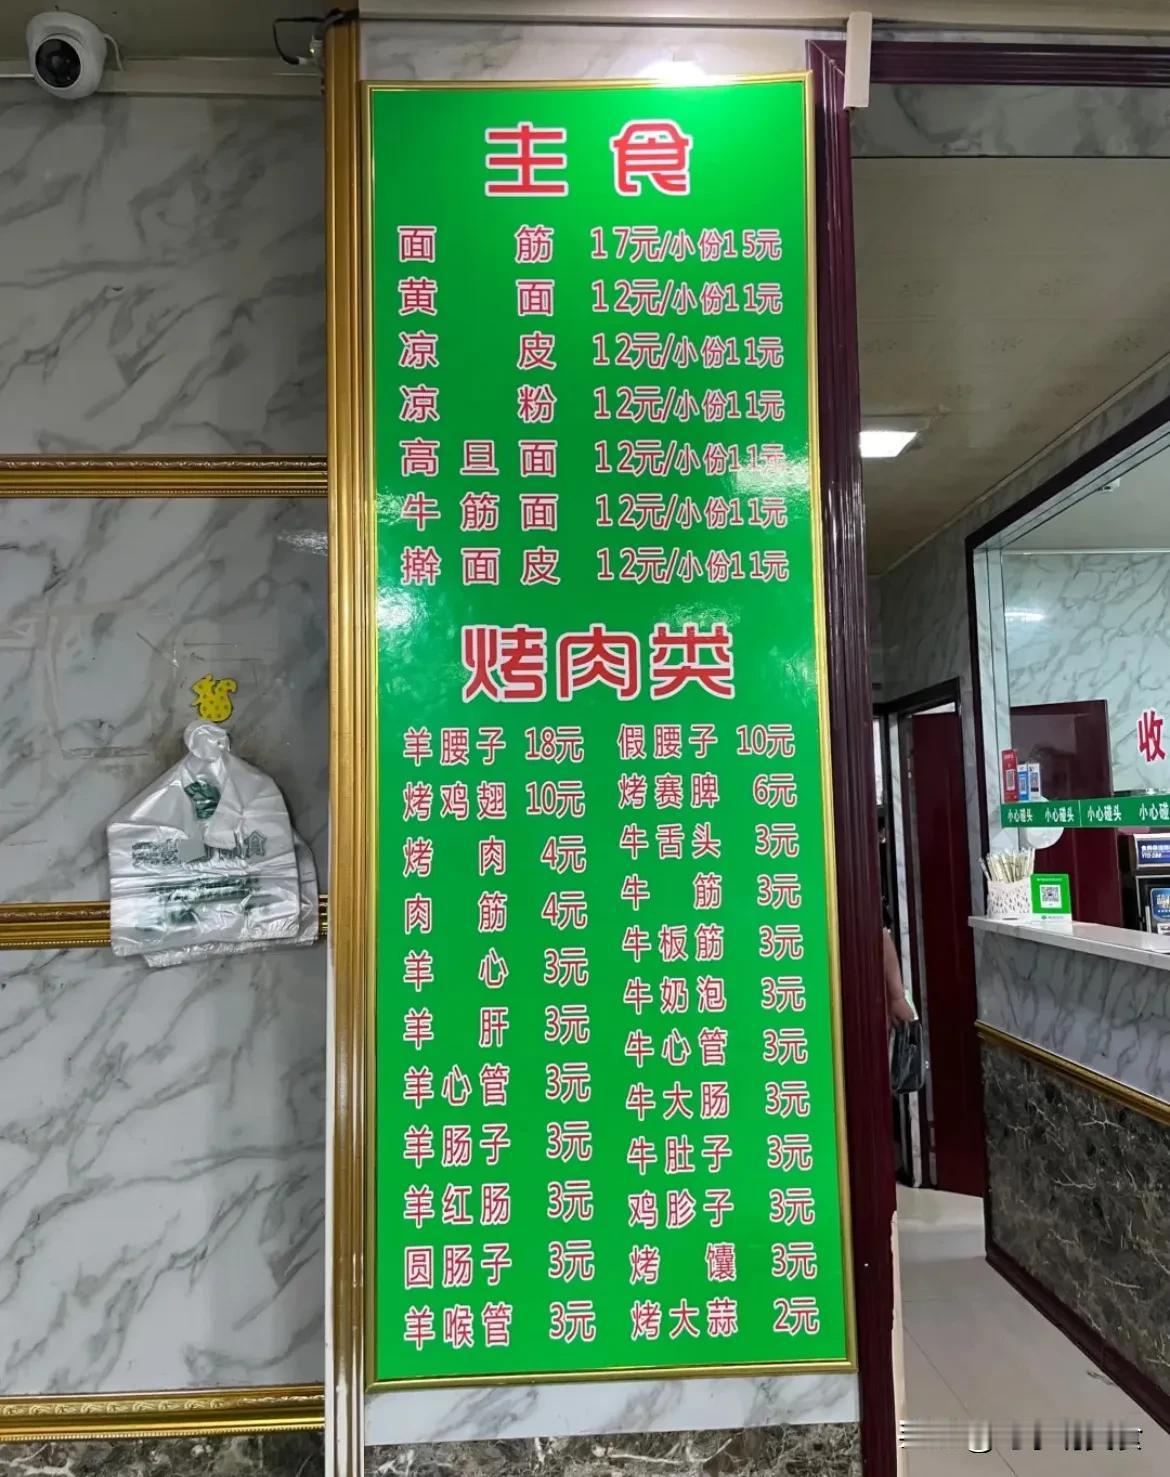 主食
面筋 17元/小份15元
黄面 12元/小份11元
凉皮 12元/小份11元
凉粉 12元/小份11元
高旦面 12元/小份11元
牛筋面 12元/小份11元
擀面皮 12元/小份11元
烤肉类
羊腰子 18元
烤鸡翅 10元
烤肉 4元
肉筋 4元
羊心 3元
羊肝 3元
羊心管 3元
羊肠子 3元
羊红肠 3元
圆肠子 3元
羊喉管 3元
假腰子 10元
烤赛脾 6元
牛舌头 3元
牛筋 3元
牛板筋 3元
牛奶泡 3元
牛心管 3元
牛大肠 3元
牛肚子 3元
鸡胗子 3元
烤馕 3元
烤大蒜 2元
收
小心碰头 小心碰头 小心碰头 小心碰